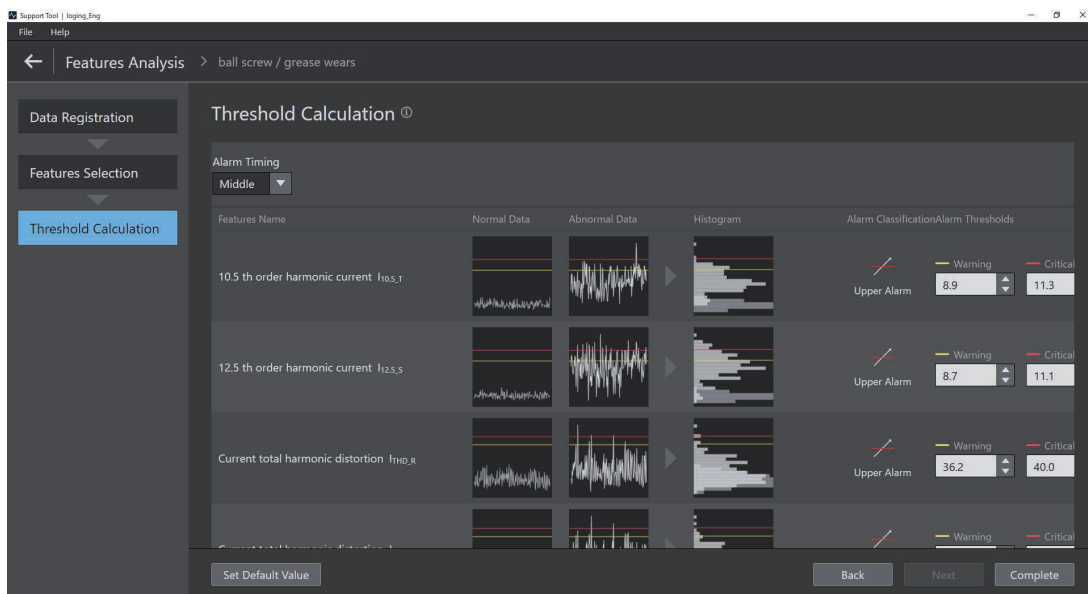 Support Tool | loging_Eng
File Help
Features Analysis > ball screw / grease wears
Data Registration
Features Selection
Threshold Calculation
Threshold Calculation
Alarm Timing
Middle
Features Name Normal Data Abnormal Data Histogram Alarm Classification Alarm Thresholds
10.5 th order harmonic current I10.5_T
Upper Alarm
Warning
8.9
Critical
11.3
12.5 th order harmonic current I12.5_S
Upper Alarm
Warning
8.7
Critical
11.1
Current total harmonic distortion ITHD_R
Upper Alarm
Warning
36.2
Critical
40.0
Current total harmonic distortion I
Warning
Critical
Set Default Value
Back
Next
Complete